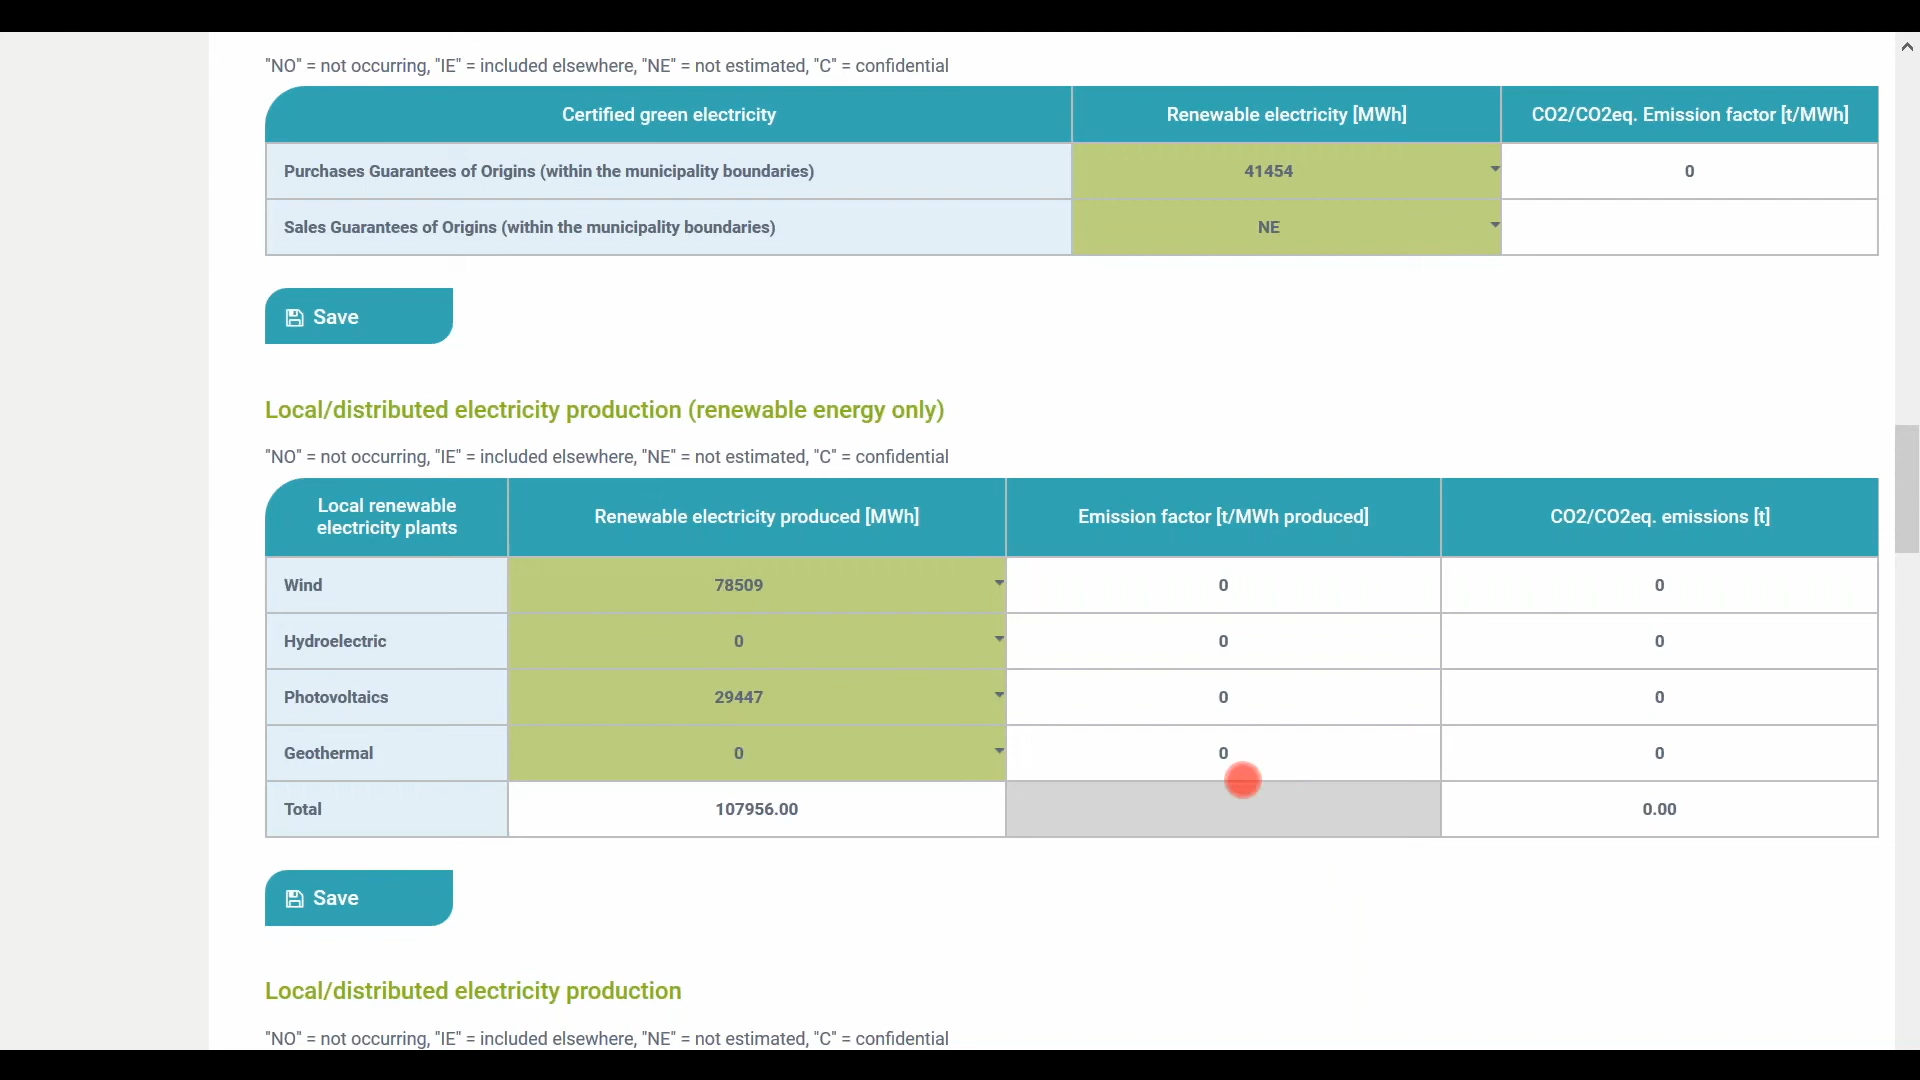 "NO" = not occurring, "IE" = included elsewhere, "NE" = not estimated, "C" = confidential
Certified green electricity Renewable electricity [MWh] CO2/CO2eq. Emission factor [t/MWh]
Purchases Guarantees of Origins (within the municipality boundaries) 41454 0
Sales Guarantees of Origins (within the municipality boundaries) NE
Save
Local/distributed electricity production (renewable energy only)
"NO" = not occurring, "IE" = included elsewhere, "NE" = not estimated, "C" = confidential
Local renewable
electricity plants
Renewable electricity produced [MWh] Emission factor [t/MWh produced] CO2/CO2eq. emissions [t]
Wind 78509 0 0
Hydroelectric 0 0 0
Photovoltaics 29447 0 0
Geothermal 0 0 0
Total 107956.00 0.00
Save
Local/distributed electricity production
"NO" = not occurring, "IE" = included elsewhere, "NE" = not estimated, "C" = confidential